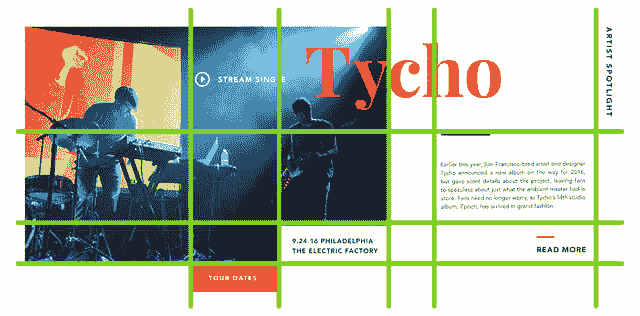 Tycho
STREAM SINGLE
ARTIST SPOTLIGHT
Earlier this year, San Francisco-bred artist and designer
Tycho announced a new album on the way for 2016,
but gave scant details about the project, leaving fans
to speculate about just what the ambient master had in
store. Fans need no longer worry, as Tycho's fifth studio
album, Epoch, has arrived in grand fashion.
9.24.16 PHILADELPHIA
THE ELECTRIC FACTORY
READ MORE
TOUR DATES